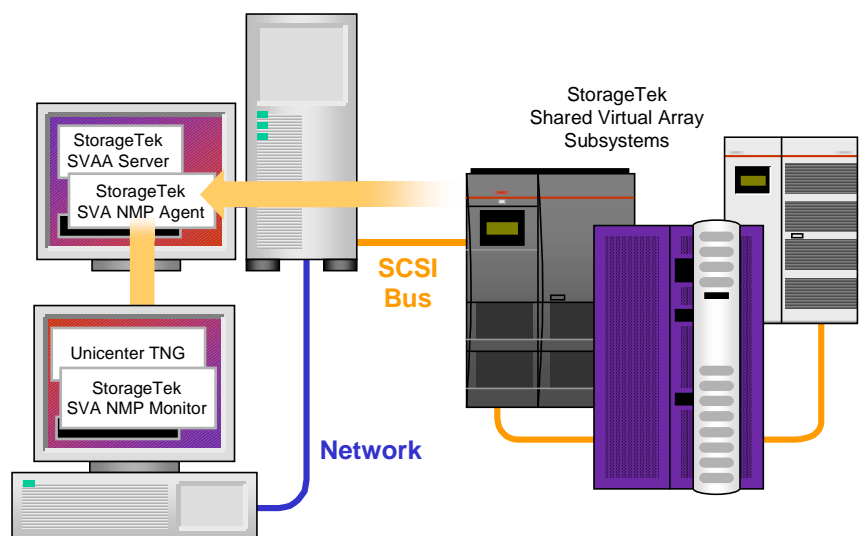 StorageTek
Shared Virtual Array
Subsystems
StorageTek
SVAA Server
StorageTek
SVA NMP Agent
SCSI
Bus
Unicenter TNG
StorageTek
SVA NMP Monitor
Network